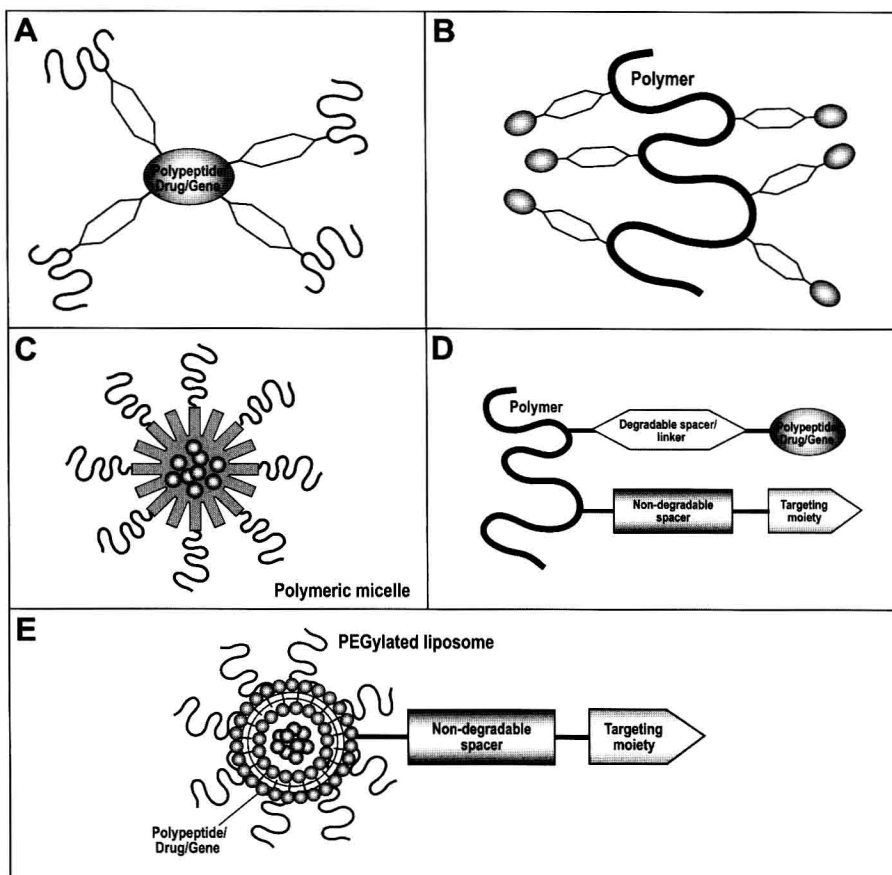 A
Polypeptide/
Drug/Gene
B
Polymer
C
Polymeric micelle
D
Polymer
Degradable spacer/
linker
Polypeptide/
Drug/Gene
Non-degradable
spacer
Targeting
moiety
E
PEGylated liposome
Non-degradable
spacer
Targeting
moiety
Polypeptide/
Drug/Gene